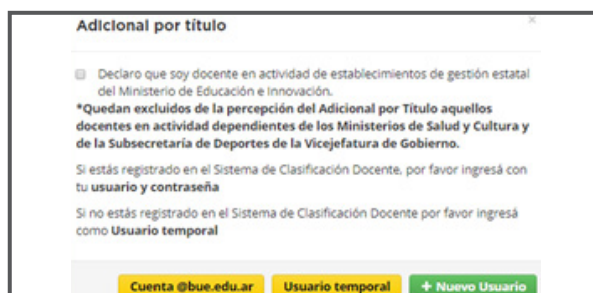 Adicional por título
×
Declaro que soy docente en actividad de establecimientos de gestión estatal
del Ministerio de Educación e Innovación.
*Quedan excluidos de la percepción del Adicional por Título aquellos
docentes en actividad dependientes de los Ministerios de Salud y Cultura y
de la Subsecretaría de Deportes de la Vicejefatura de Gobierno.
Si estás registrado en el Sistema de Clasificación Docente, por favor ingresá con
tu usuario y contraseña
Si no estás registrado en el Sistema de Clasificación Docente por favor ingresá
como Usuario temporal
Cuenta @bue.edu.ar Usuario temporal + Nuevo Usuario